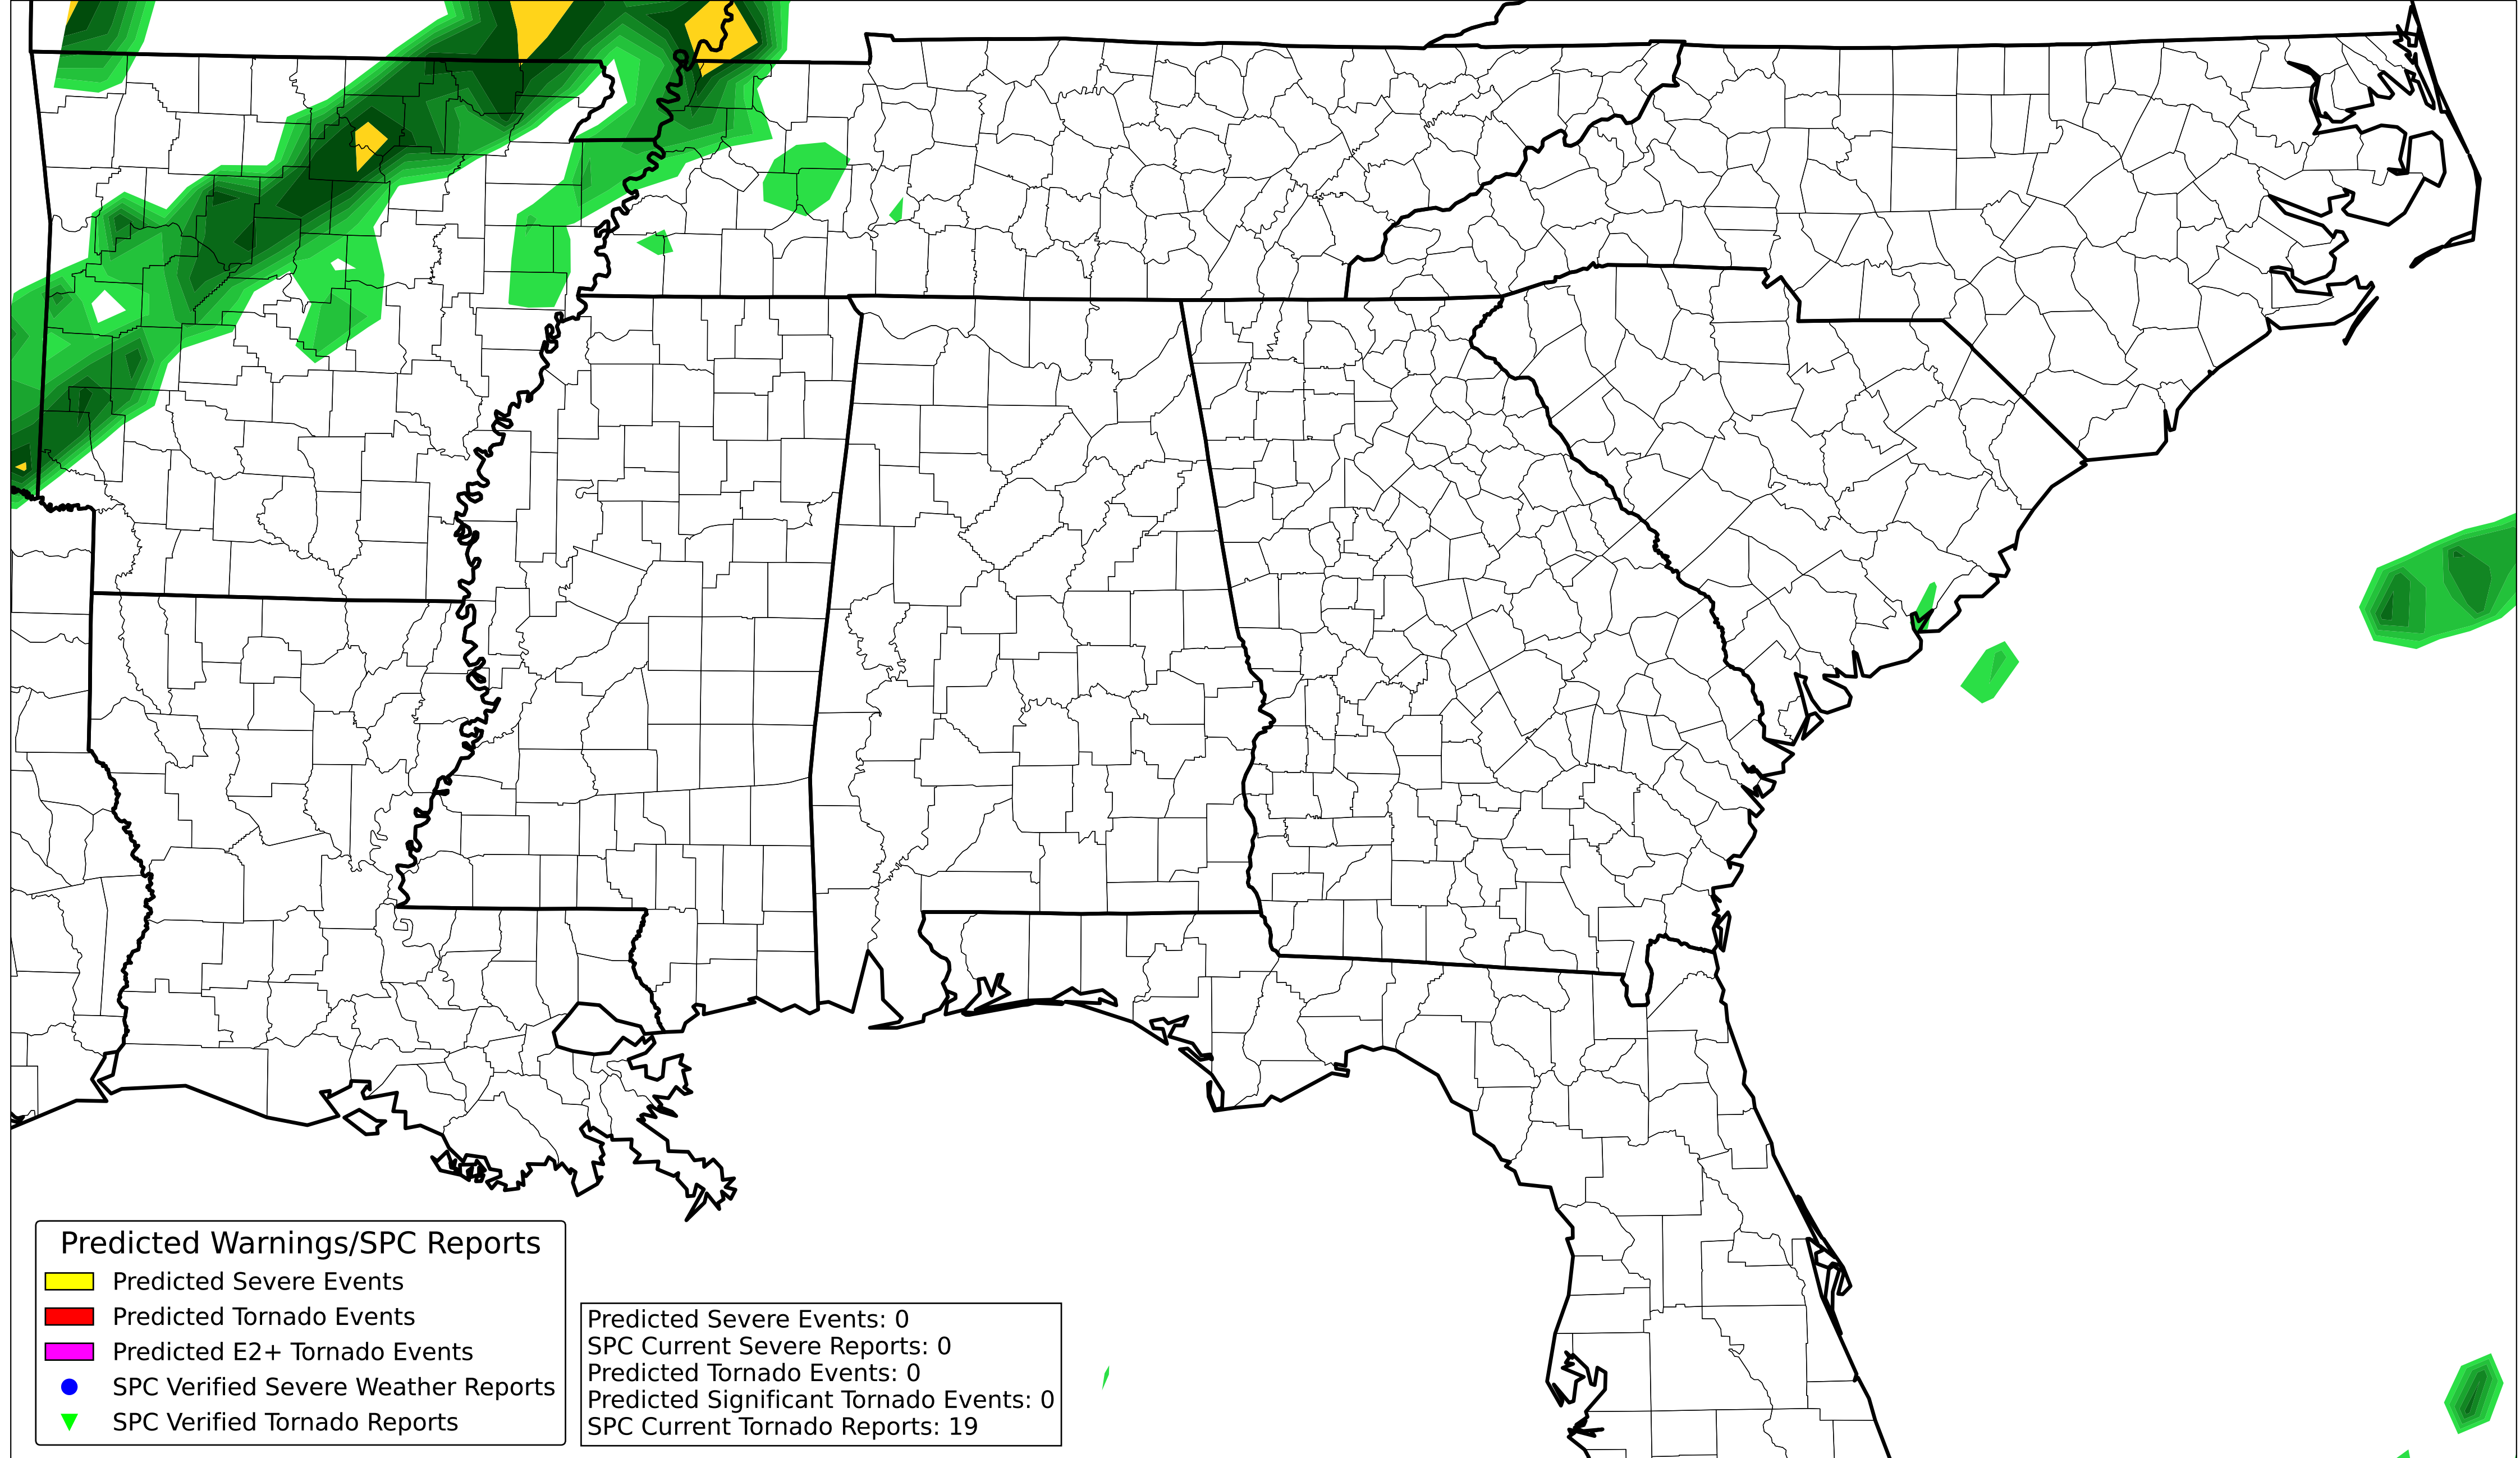 Predicted Warnings/SPC Reports
Predicted Severe Events
Predicted Tornado Events
Predicted E2+ Tornado Events
SPC Verified Severe Weather Reports
SPC Verified Tornado Reports
Predicted Severe Events: 0
SPC Current Severe Reports: 0
Predicted Tornado Events: 0
Predicted Significant Tornado Events: 0
SPC Current Tornado Reports: 19